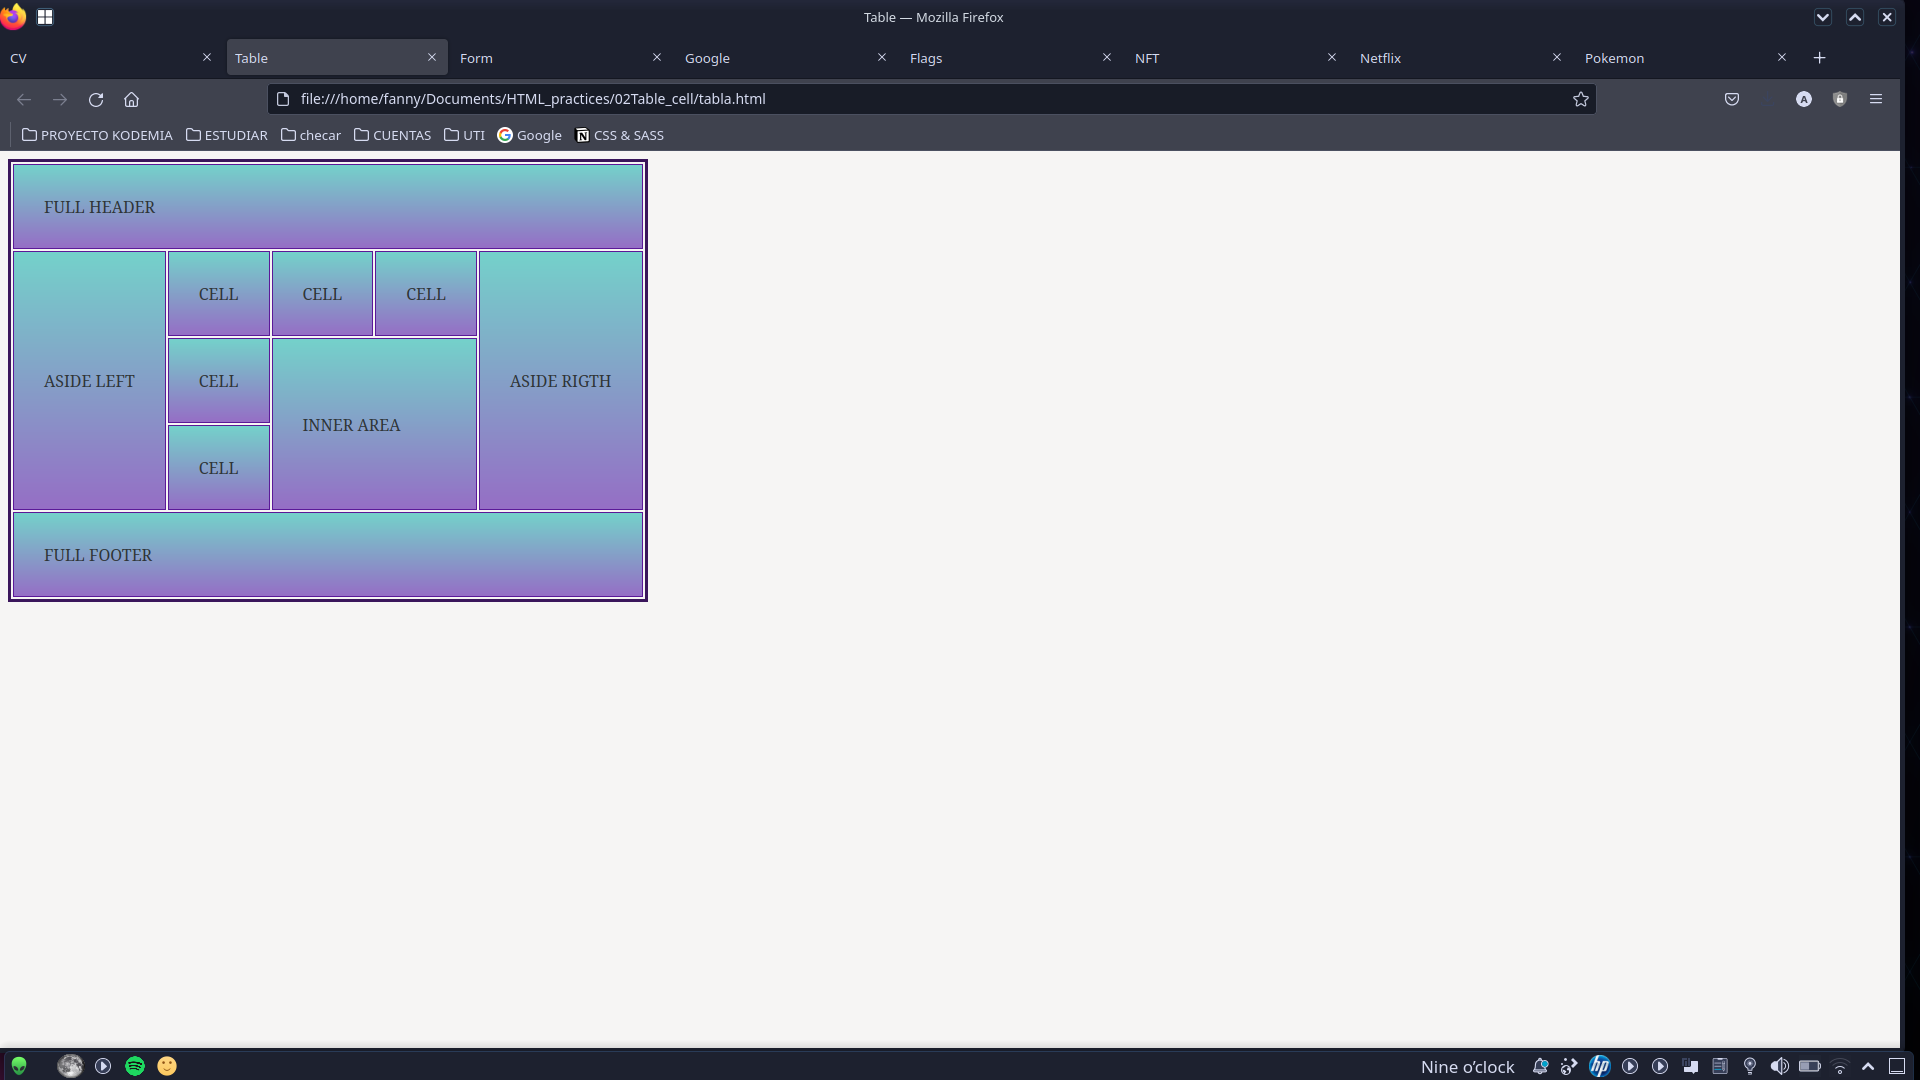 Table — Mozilla Firefox
CV Table Form Google Flags NFT Netflix Pokemon
file:///home/fanny/Documents/HTML_practices/02Table_cell/tabla.html
A
PROYECTO KODEMIA ESTUDIAR checar CUENTAS UTI Google CSS & SASS
FULL HEADER
CELL CELL CELL
ASIDE LEFT CELL ASIDE RIGTH
INNER AREA
CELL
FULL FOOTER
Nine o’clock
hp